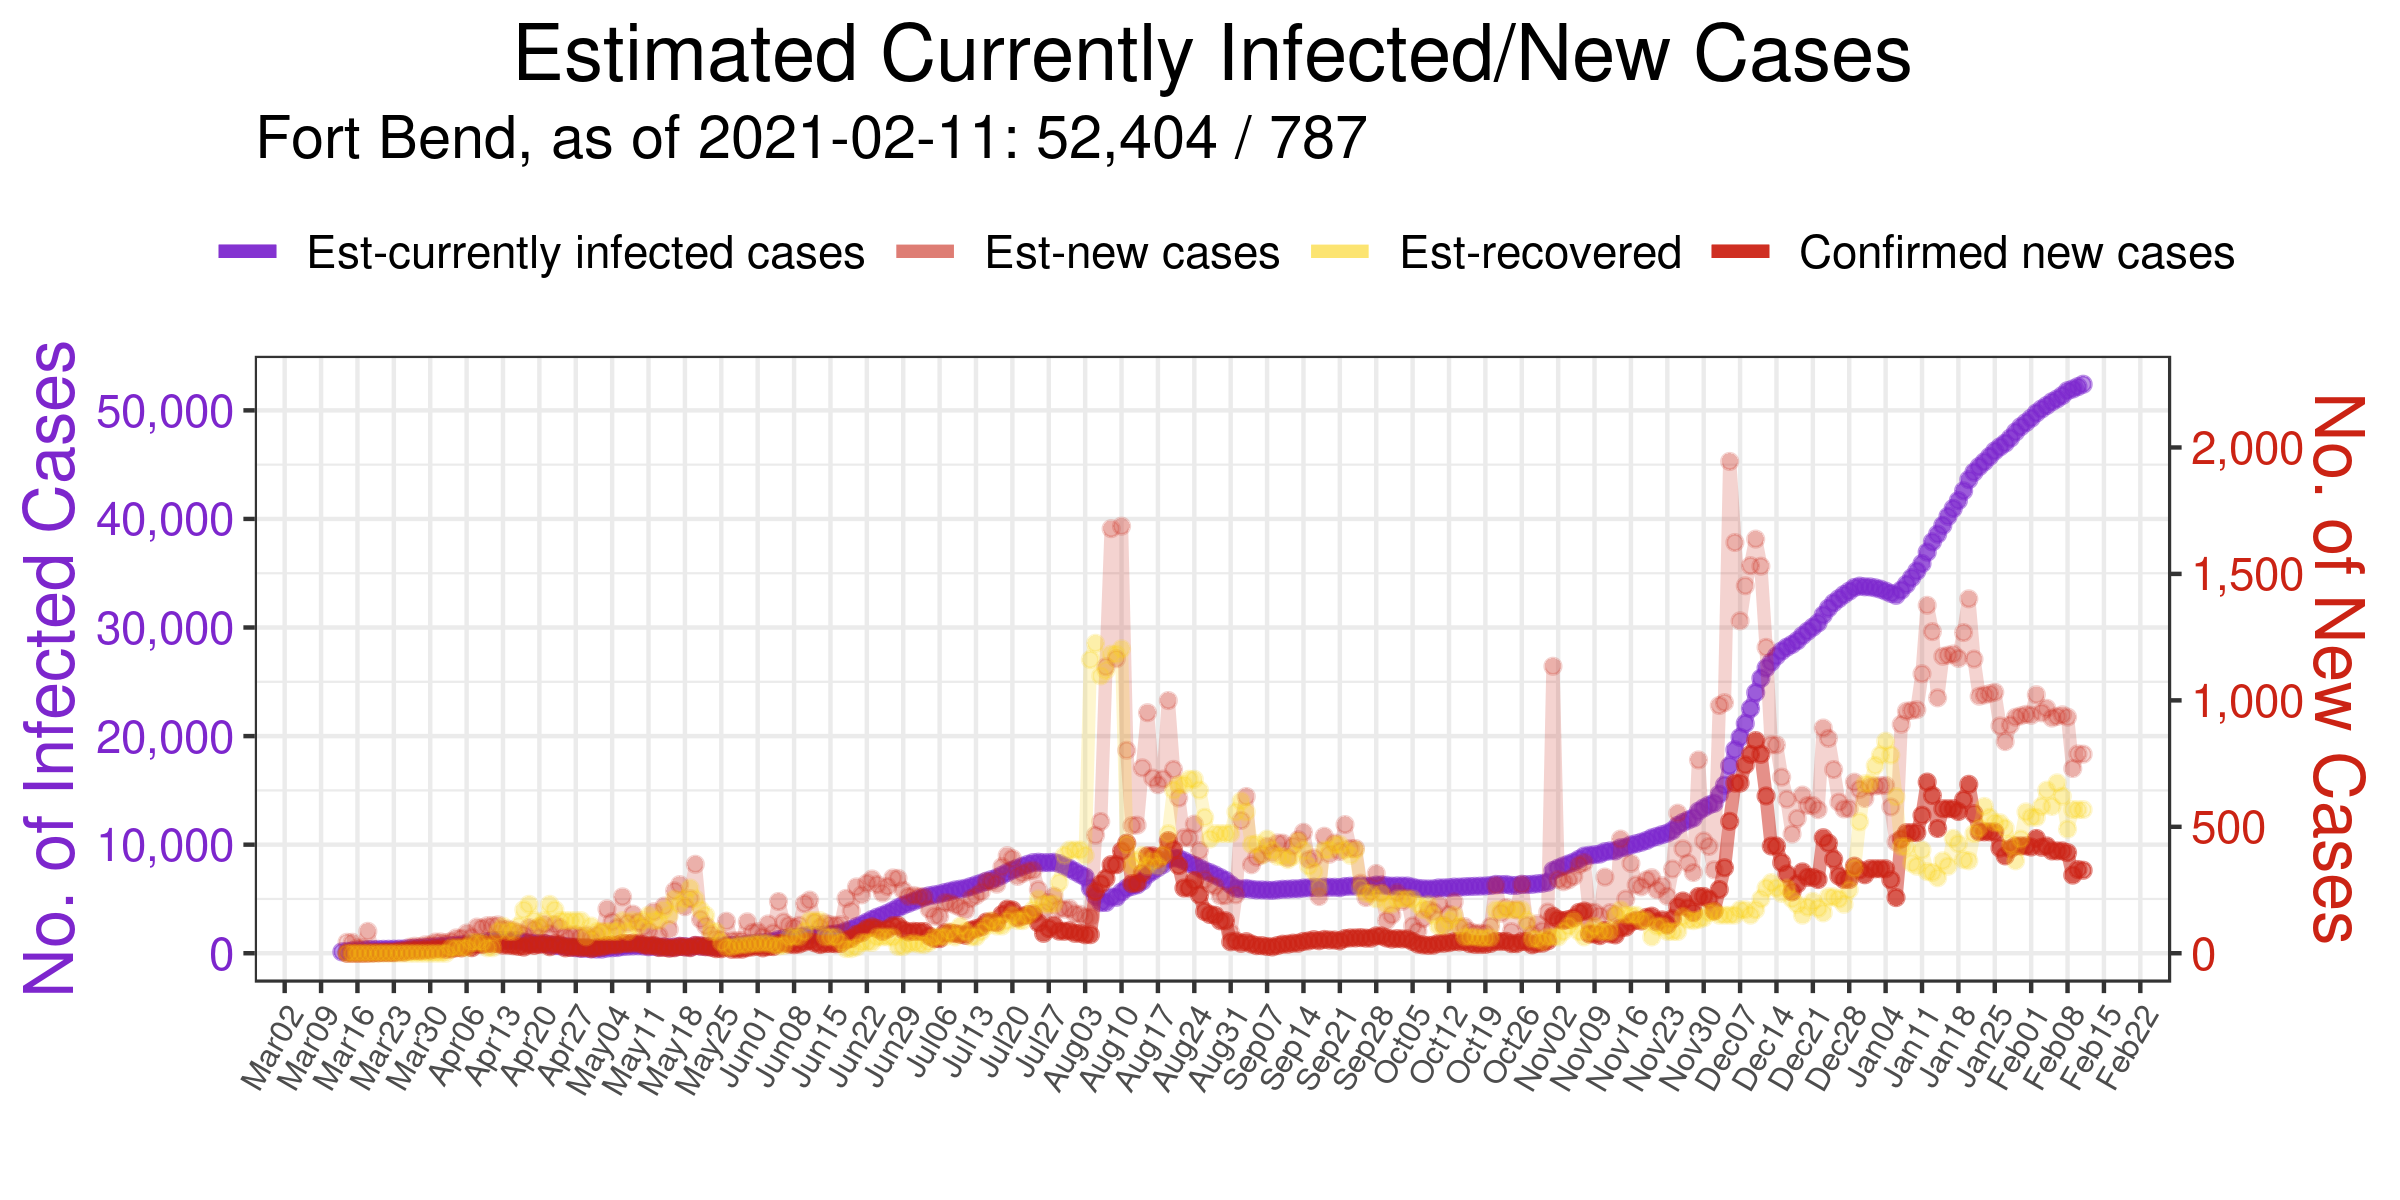 Estimated Currently Infected/New Cases
Fort Bend, as of 2021-02-11: 52,404 / 787
Est-currently infected cases Est-new cases Est-recovered Confirmed new cases
No. of Infected Cases
50,000
40,000
30,000
20,000
10,000
0
No. of New Cases
2,000
1,500
1,000
500
0
Mar02 Mar09 Mar16 Mar23 Mar30 Apr06 Apr13 Apr20 Apr27 May04 May11 May18 May25 Jun01 Jun08 Jun15 Jun22 Jun29 Jul06 Jul13 Jul20 Jul27 Aug03 Aug10 Aug17 Aug24 Aug31 Sep07 Sep14 Sep21 Sep28 Oct05 Oct12 Oct19 Oct26 Nov02 Nov09 Nov16 Nov23 Nov30 Dec07 Dec14 Dec21 Dec28 Jan04 Jan11 Jan18 Jan25 Feb01 Feb08 Feb15 Feb22